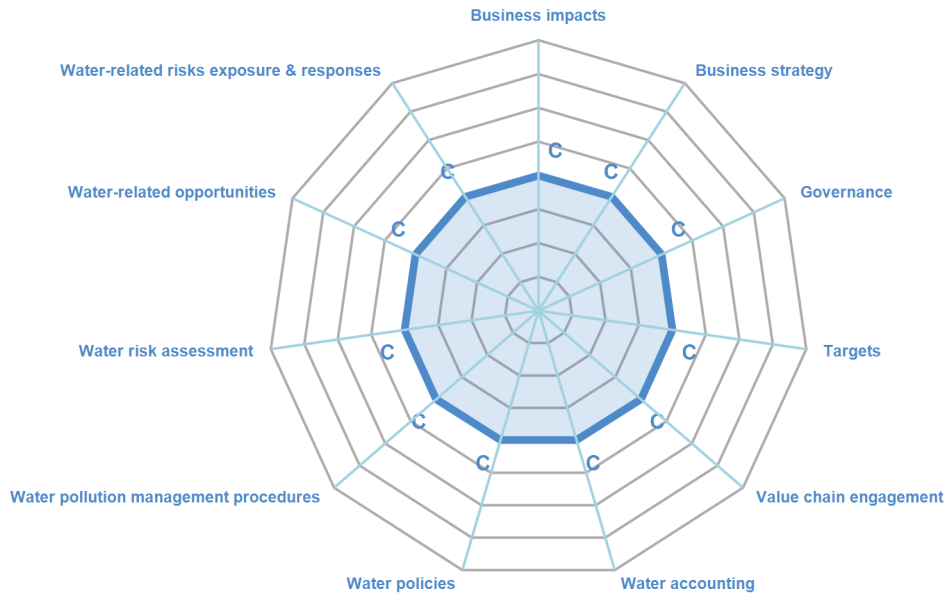 Business impacts
Water-related risks exposure & responses
Business strategy
C
C
C
Water-related opportunities
Governance
C
C
Water risk assessment
C
C
Targets
C
C
C
C
Water pollution management procedures
Value chain engagement
Water policies
Water accounting